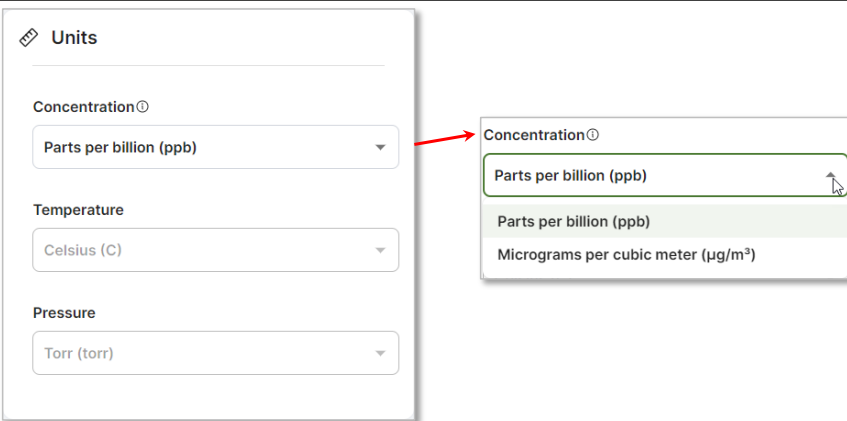 Units
Concentration
Parts per billion (ppb)
Temperature
Celsius (C)
Pressure
Torr (torr)
Concentration
Parts per billion (ppb)
Parts per billion (ppb)
Micrograms per cubic meter (µg/m³)